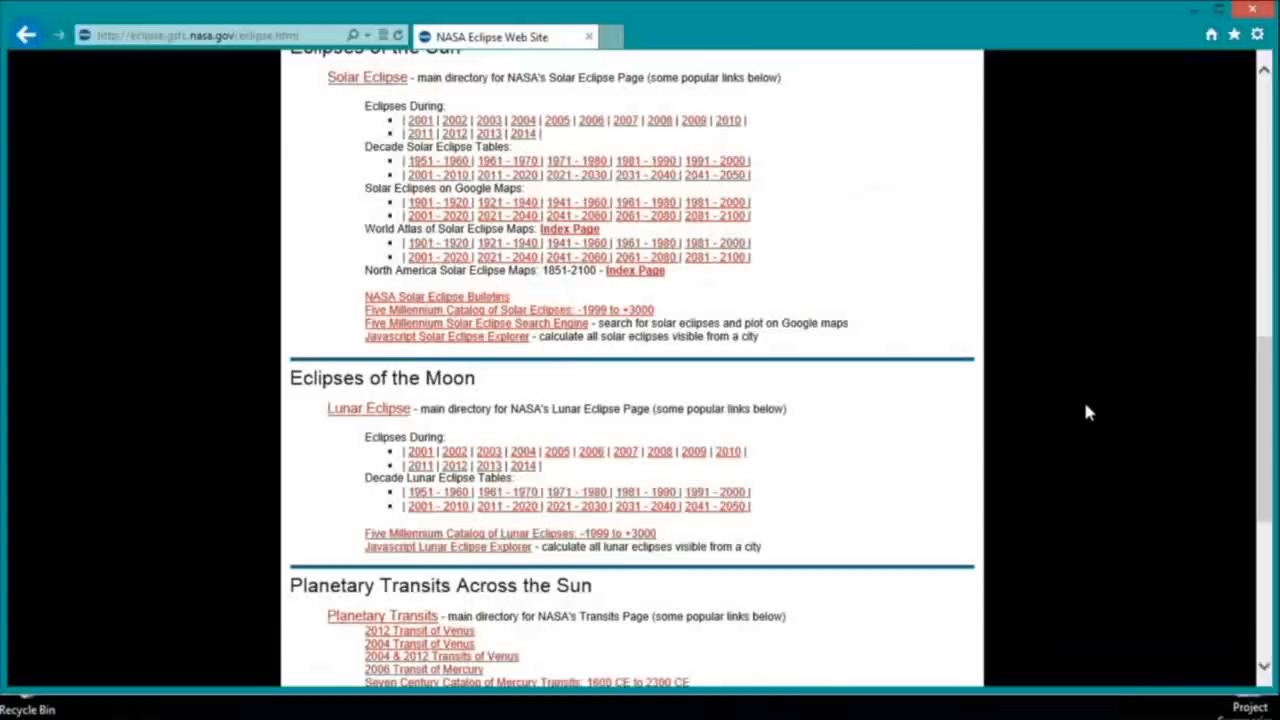 http://eclipse.gsfc.nasa.gov/eclipse.html
NASA Eclipse Web Site
Eclipses of the Sun
Solar Eclipse - main directory for NASA's Solar Eclipse Page (some popular links below)
Eclipses During:
| 2001 | 2002 | 2003 | 2004 | 2005 | 2006 | 2007 | 2008 | 2009 | 2010 |
| 2011 | 2012 | 2013 | 2014 |
Decade Solar Eclipse Tables:
| 1951 - 1960 | 1961 - 1970 | 1971 - 1980 | 1981 - 1990 | 1991 - 2000 |
| 2001 - 2010 | 2011 - 2020 | 2021 - 2030 | 2031 - 2040 | 2041 - 2050 |
Solar Eclipses on Google Maps:
| 1901 - 1920 | 1921 - 1940 | 1941 - 1960 | 1961 - 1980 | 1981 - 2000 |
| 2001 - 2020 | 2021 - 2040 | 2041 - 2060 | 2061 - 2080 | 2081 - 2100 |
World Atlas of Solar Eclipse Maps: Index Page
| 1901 - 1920 | 1921 - 1940 | 1941 - 1960 | 1961 - 1980 | 1981 - 2000 |
| 2001 - 2020 | 2021 - 2040 | 2041 - 2060 | 2061 - 2080 | 2081 - 2100 |
North America Solar Eclipse Maps: 1851-2100 - Index Page
NASA Solar Eclipse Bulletins
Five Millennium Catalog of Solar Eclipses: -1999 to +3000
Five Millennium Solar Eclipse Search Engine - search for solar eclipses and plot on Google maps
Javascript Solar Eclipse Explorer - calculate all solar eclipses visible from a city
Eclipses of the Moon
Lunar Eclipse - main directory for NASA's Lunar Eclipse Page (some popular links below)
Eclipses During:
| 2001 | 2002 | 2003 | 2004 | 2005 | 2006 | 2007 | 2008 | 2009 | 2010 |
| 2011 | 2012 | 2013 | 2014 |
Decade Lunar Eclipse Tables:
| 1951 - 1960 | 1961 - 1970 | 1971 - 1980 | 1981 - 1990 | 1991 - 2000 |
| 2001 - 2010 | 2011 - 2020 | 2021 - 2030 | 2031 - 2040 | 2041 - 2050 |
Five Millennium Catalog of Lunar Eclipses: -1999 to +3000
Javascript Lunar Eclipse Explorer - calculate all lunar eclipses visible from a city
Planetary Transits Across the Sun
Planetary Transits - main directory for NASA's Transits Page (some popular links below)
2012 Transit of Venus
2004 Transit of Venus
2004 & 2012 Transits of Venus
2006 Transit of Mercury
Seven Century Catalog of Mercury Transits: 1600 CE to 2300 CE
Recycle Bin
Project